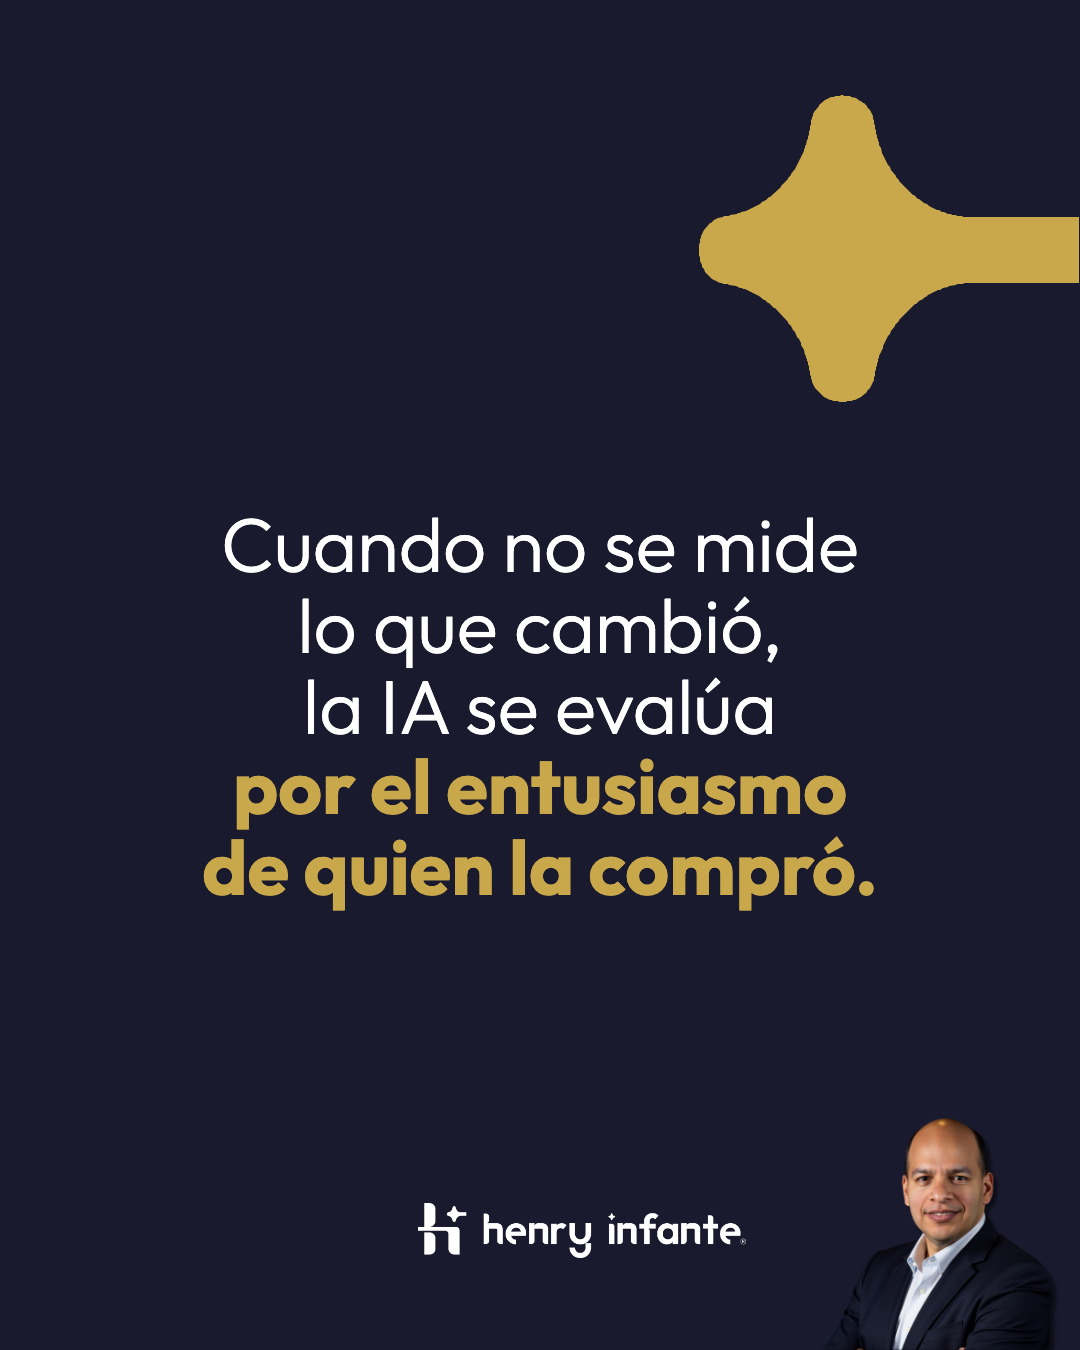 Cuando no se mide
lo que cambió,
la IA se evalúa
por el entusiasmo
de quien la compró.
henry infante®